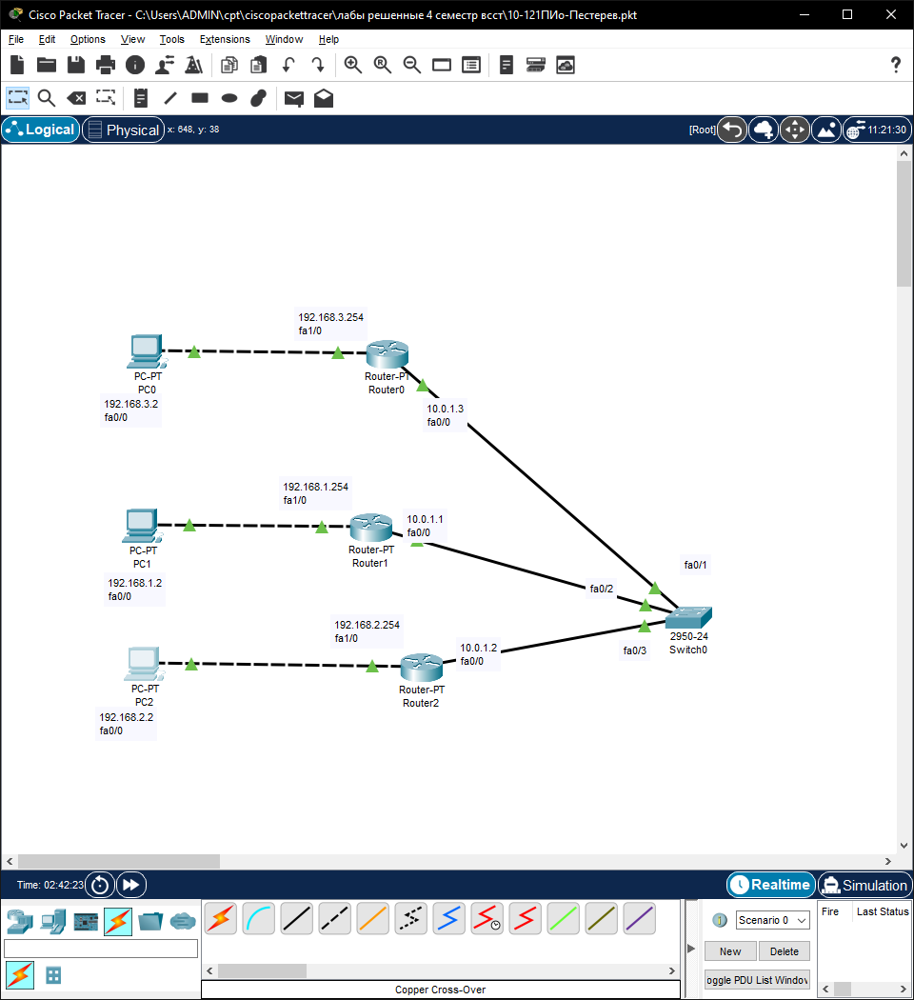 Cisco Packet Tracer - C:\Users\ADMIN\cpt\ciscopackettracer\лабы решенные 4 семестр всст\10-121ПИо-Пестерев.pkt
File Edit Options View Tools Extensions Window Help
?
Logical Physical x: 648, y: 38 [Root] 11:21:30
192.168.3.254
fa1/0
PC-PT
PC0
192.168.3.2
fa0/0
Router-PT
Router0
10.0.1.3
fa0/0
192.168.1.254
fa1/0
PC-PT
PC1
192.168.1.2
fa0/0
Router-PT
Router1
10.0.1.1
fa0/0
fa0/1
fa0/2
2950-24
Switch0
fa0/3
192.168.2.254
fa1/0
PC-PT
PC2
192.168.2.2
fa0/0
Router-PT
Router2
10.0.1.2
fa0/0
Time: 02:42:23 Realtime Simulation
Scenario 0
Fire Last Status
New Delete
oggle PDU List Window
Copper Cross-Over